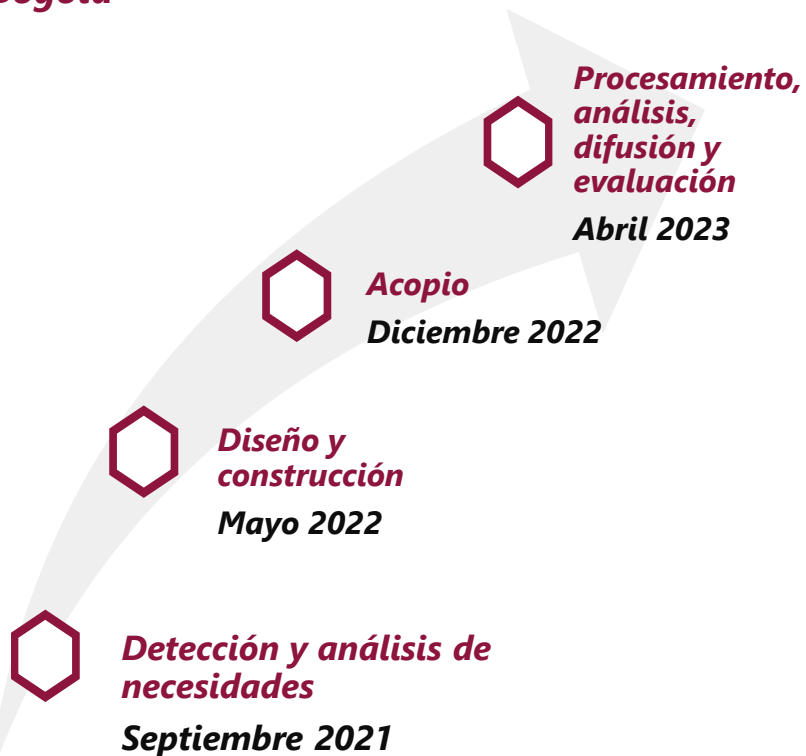 Procesamiento,
análisis,
difusión y
evaluación
Abril 2023
Acopio
Diciembre 2022
Diseño y
construcción
Mayo 2022
Detección y análisis de
necesidades
Septiembre 2021